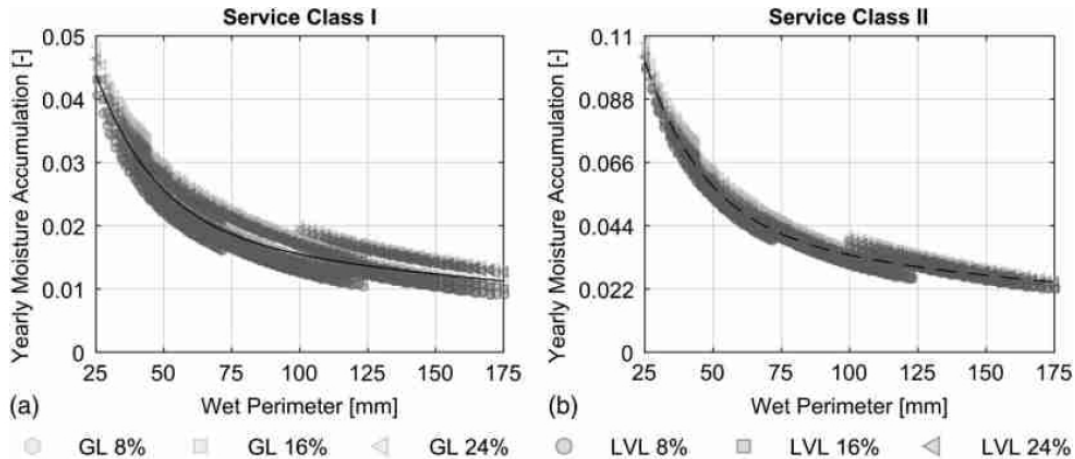 Service Class I
Yearly Moisture Accumulation [-]
0.05
0.04
0.03
0.02
0.01
0
25
50
75
100
125
150
175
Wet Perimeter [mm]
(a)
Service Class II
Yearly Moisture Accumulation [-]
0.11
0.088
0.066
0.044
0.022
0
25
50
75
100
125
150
175
Wet Perimeter [mm]
(b)
GL 8% GL 16% GL 24% LVL 8% LVL 16% LVL 24%